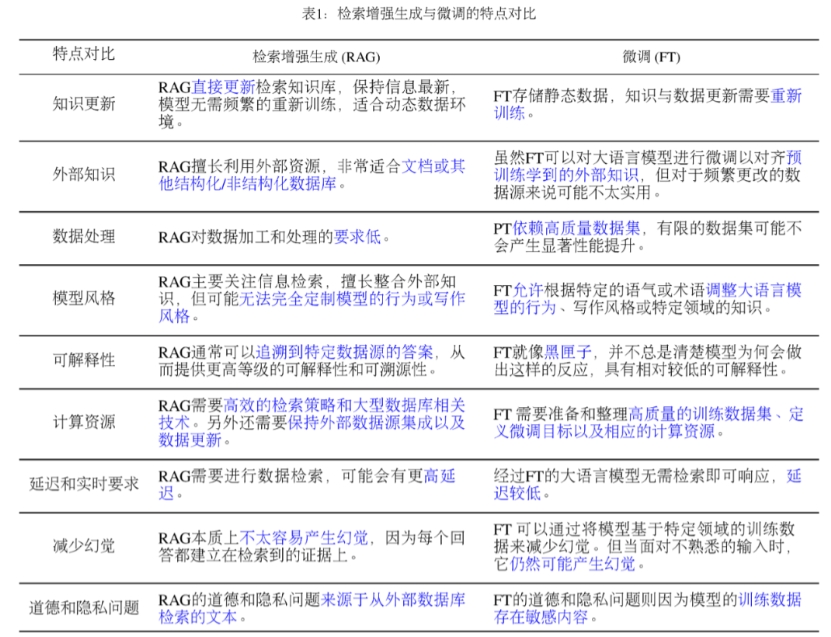 表1：检索增强生成与微调的特点对比
特点对比 检索增强生成 (RAG) 微调 (FT)
知识更新
RAG直接更新检索知识库，保持信息最新，
模型无需频繁的重新训练，适合动态数据环
境。
FT存储静态数据，知识与数据更新需要重新
训练。
外部知识
RAG擅长利用外部资源，非常适合文档或其
他结构化/非结构化数据库。
虽然FT可以对大语言模型进行微调以对齐预
训练学到的外部知识，但对于频繁更改的数
据源来说可能不太实用。
数据处理
RAG对数据加工和处理的要求低。
PT依赖高质量数据集，有限的数据集可能不
会产生显著性能提升。
模型风格
RAG主要关注信息检索，擅长整合外部知
识，但可能无法完全定制模型的行为或写作
风格。
FT允许根据特定的语气或术语调整大语言模
型的行为、写作风格或特定领域的知识。
可解释性
RAG通常可以追溯到特定数据源的答案，从
而提供更高等级的可解释性和可溯源性。
FT就像黑匣子，并不总是清楚模型为何会做
出这样的反应，具有相对较低的可解释性。
计算资源
RAG需要高效的检索策略和大型数据库相关
技术。另外还需要保持外部数据源集成以及
数据更新。
FT 需要准备和整理高质量的训练数据集、定
义微调目标以及相应的计算资源。
延迟和实时要求
RAG需要进行数据检索，可能会有更高延
迟。
经过FT的大语言模型无需检索即可响应，延
迟较低。
减少幻觉
RAG本质上不太容易产生幻觉，因为每个回
答都建立在检索到的证据上。
FT 可以通过将模型基于特定领域的训练数
据来减少幻觉。但当面对不熟悉的输入时，
它仍然可能产生幻觉。
道德和隐私问题
RAG的道德和隐私问题来源于从外部数据库
检索的文本。
FT的道德和隐私问题则因为模型的训练数据
存在敏感内容。